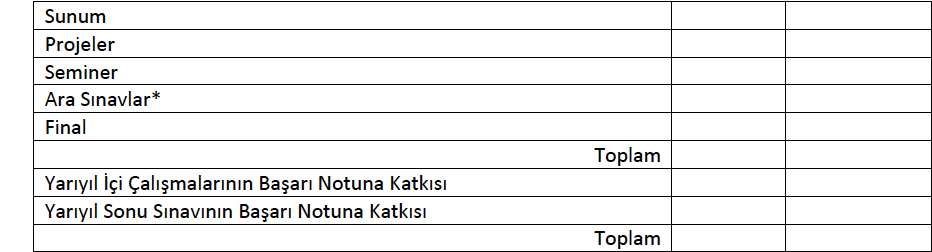 Sunum
Projeler
Seminer
Ara Sınavlar*
Final
Toplam
Yarıyıl İçi Çalışmalarının Başarı Notuna Katkısı
Yarıyıl Sonu Sınavının Başarı Notuna Katkısı
Toplam